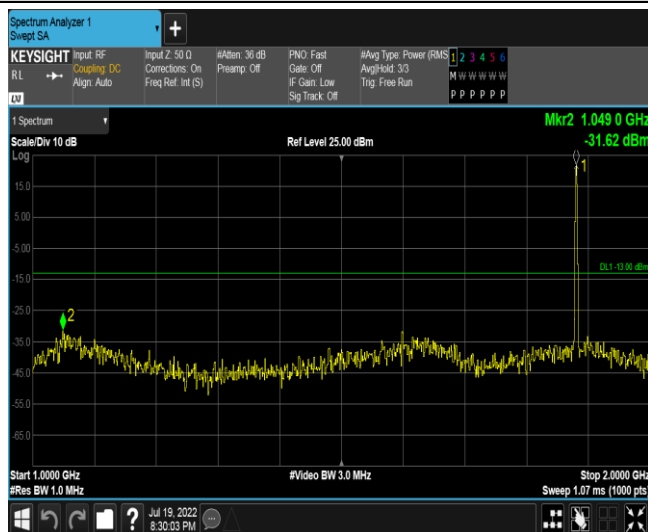 Spectrum Analyzer 1
Swept SA
+
KEYSIGHT
RL
LXI
Input: RF
Coupling: DC
Align: Auto
Input Z: 50 Ω
Corrections: On
Freq Ref: Int (S)
#Atten: 36 dB
Preamp: Off
PNO: Fast
Gate: Off
IF Gain: Low
Sig Track: Off
#Avg Type: Power (RMS
Avg|Hold: 3/3
Trig: Free Run
1 2 3 4 5 6
M W W W W W
P P P P P P
1 Spectrum
Mkr2 1.049 0 GHz
Scale/Div 10 dB
Ref Level 25.00 dBm
-31.62 dBm
Log
1
15.0
5.00
-5.00
DL1 -13.00 dBm
-15.0
-25.0
2
-35.0
-45.0
-55.0
-65.0
Start 1.0000 GHz
#Video BW 3.0 MHz
Stop 2.0000 GHz
#Res BW 1.0 MHz
Sweep 1.07 ms (1000 pts)
?
Jul 19, 2022
8:30:03 PM